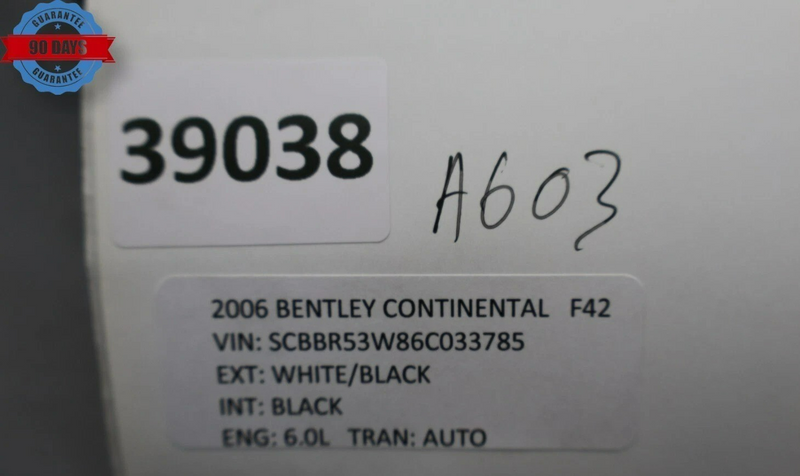 GUARANTEE
90 DAYS
GUARANTEE
39038
A603
2006 BENTLEY CONTINENTAL F42
VIN: SCBBR53W86C033785
EXT: WHITE/BLACK
INT: BLACK
ENG: 6.0L TRAN: AUTO